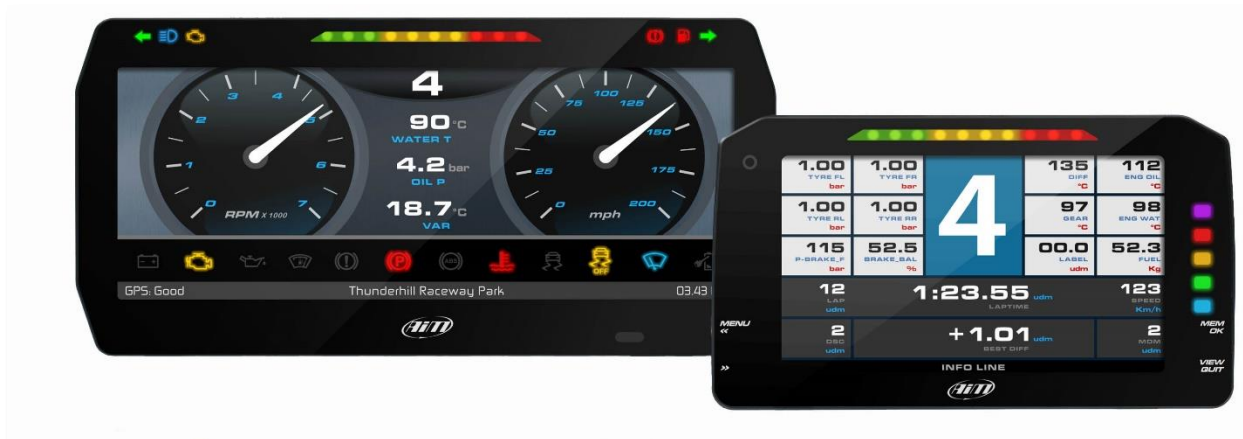 4
0 1 2 3 4 5 6 7
RPM X 1000
90 °C
WATER T
4.2 bar
OIL P
18.7 °C
VAR
0 25 50 75 100 125 150 175 200
mph
P
ABS
OFF
GPS: Good
Thunderhill Raceway Park
03.43
AiM
1.00
TYRE FL
bar
1.00
TYRE FR
bar
4
135
DIFF
°C
112
ENG OIL
°C
1.00
TYRE RL
bar
1.00
TYRE RR
bar
97
GEAR
°C
98
ENG WAT
°C
115
P-BRAKE_F
bar
52.5
BRAKE_BAL
%
00.0
LABEL
udm
52.3
FUEL
Kg
12
LAP
udm
1:23.55 udm
LAPTIME
123
SPEED
Km/h
2
DSC
udm
+1.01 udm
BEST DIFF
2
MOM
udm
INFO LINE
MENU
<<
>>
MEM
OK
VIEW
QUIT
AiM